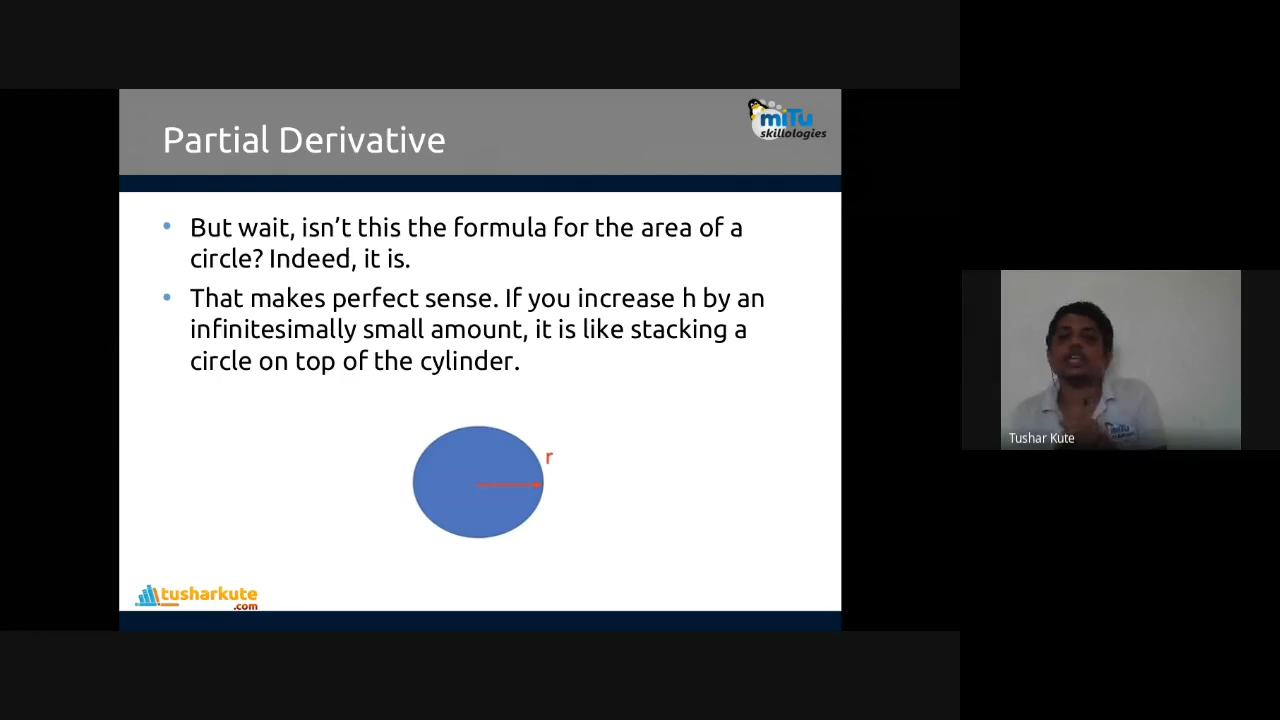 Partial Derivative
miTu
skillologies
• But wait, isn’t this the formula for the area of a
circle? Indeed, it is.
• That makes perfect sense. If you increase h by an
infinitesimally small amount, it is like stacking a
circle on top of the cylinder.
r
tusharkute
.com
Tushar Kute
miTu